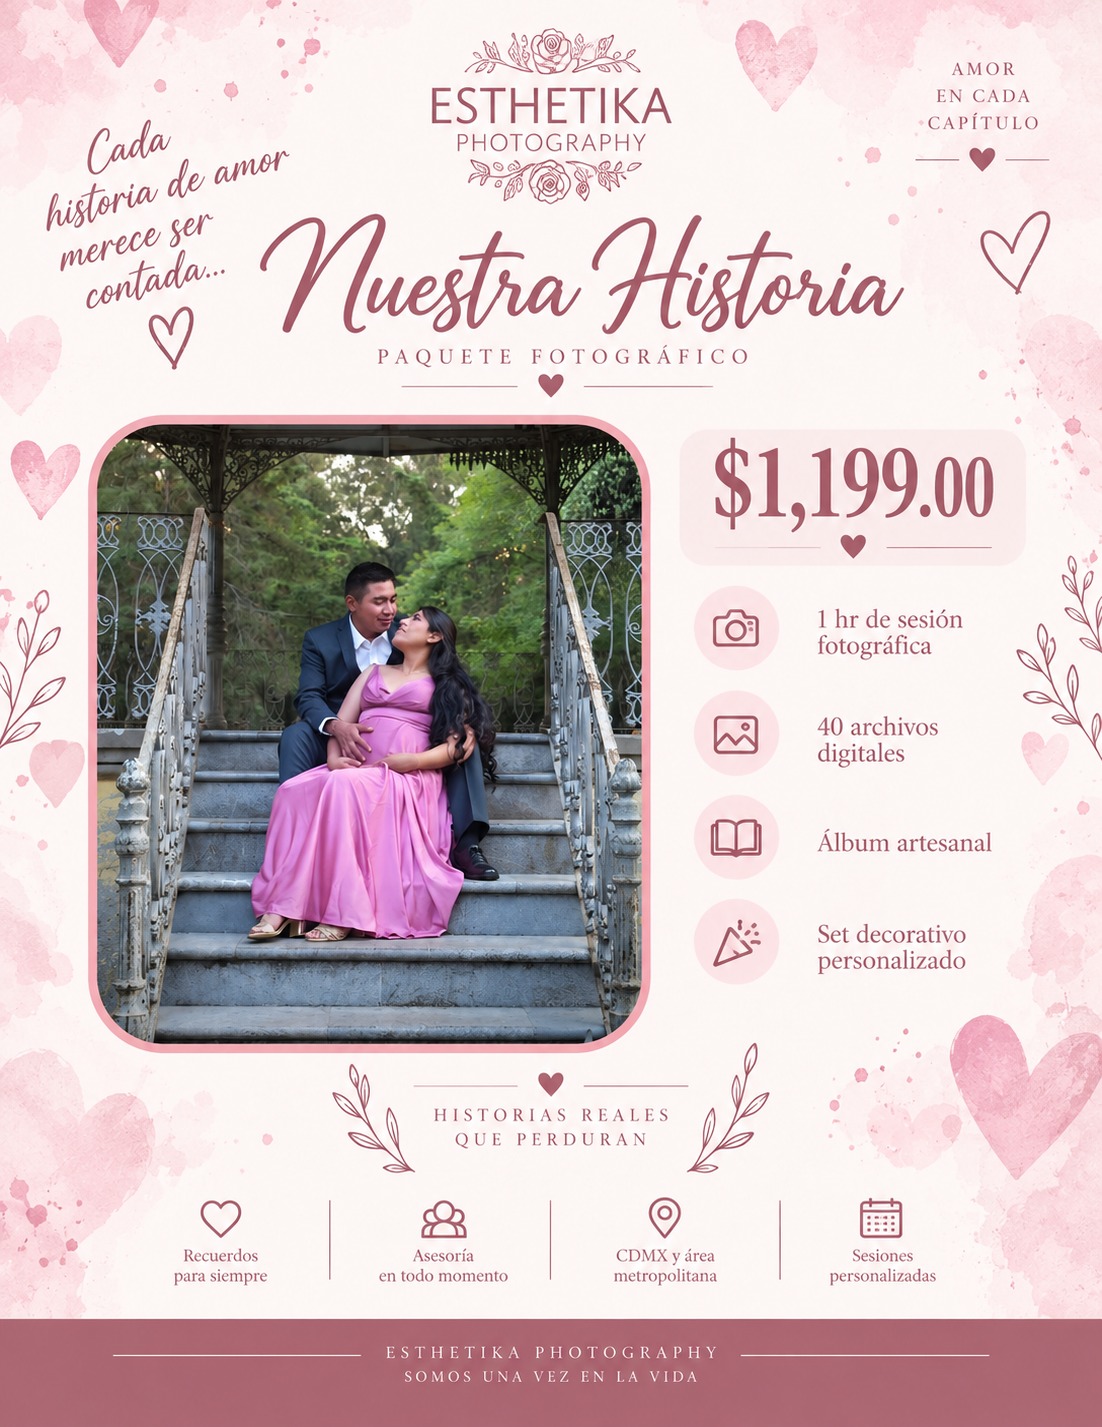 ESTHETIKA
PHOTOGRAPHY
AMOR
EN CADA
CAPÍTULO
Cada
historia de amor
merece ser
contada...
Nuestra Historia
PAQUETE FOTOGRÁFICO
$1,199.00
1 hr de sesión
fotográfica
40 archivos
digitales
Álbum artesanal
Set decorativo
personalizado
HISTORIAS REALES
QUE PERDURAN
Recuerdos
para siempre
Asesoría
en todo momento
CDMX y área
metropolitana
Sesiones
personalizadas
ESTHETIKA PHOTOGRAPHY
SOMOS UNA VEZ EN LA VIDA